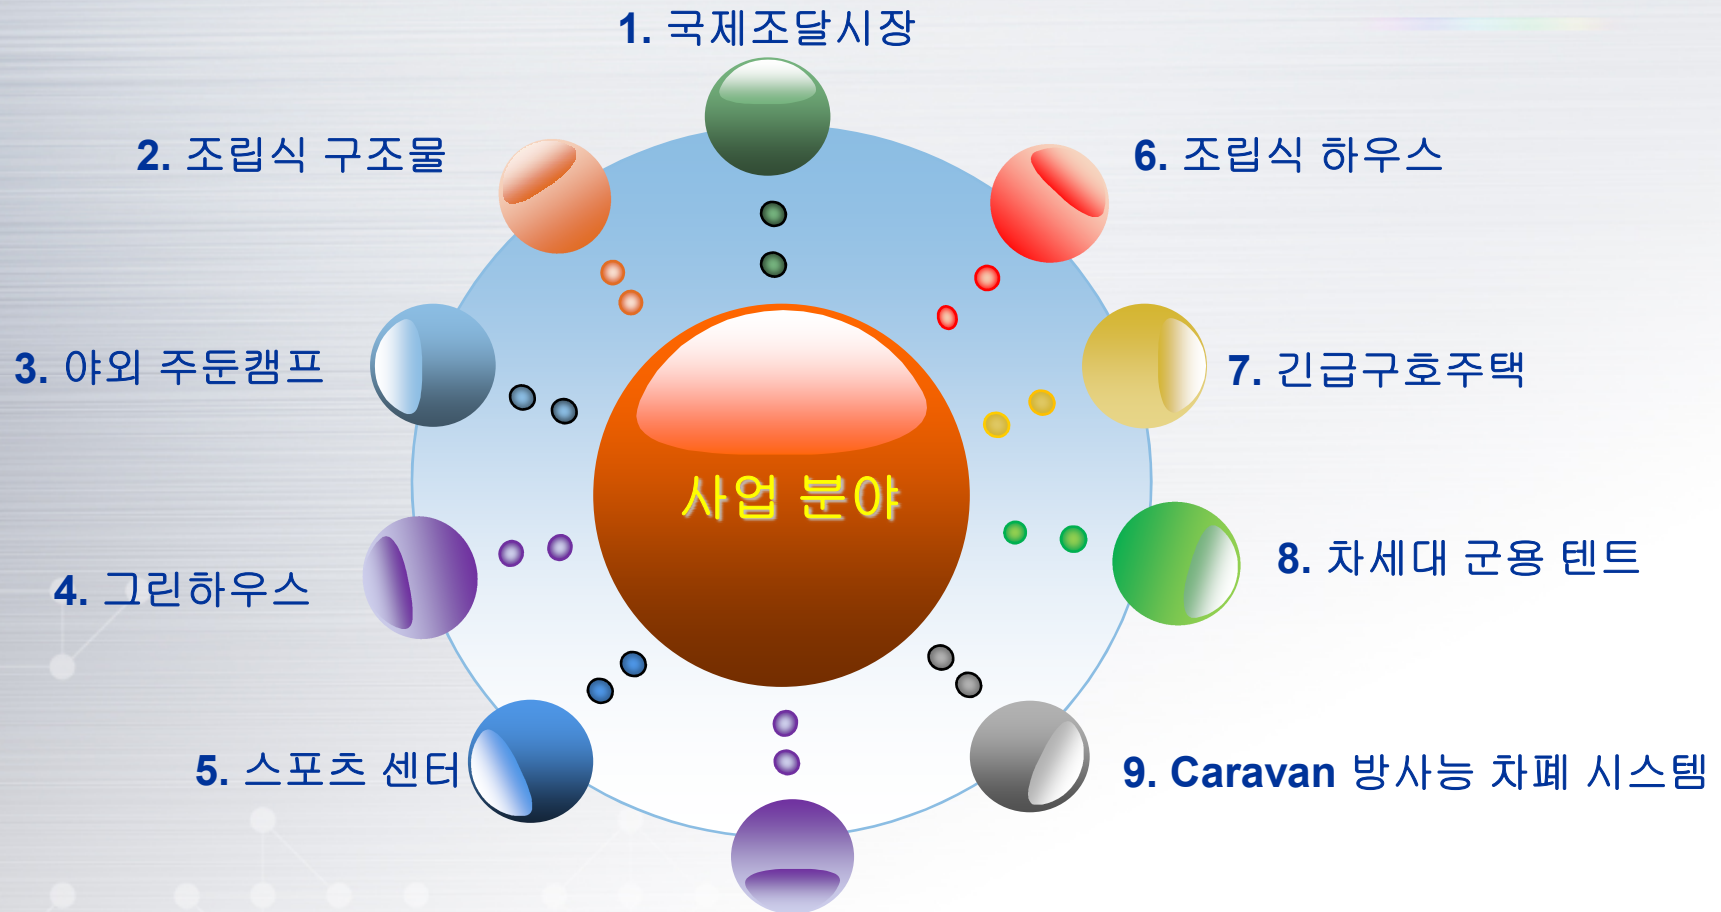 1. 국제조달시장
2. 조립식 구조물
3. 야외 주둔캠프
4. 그린하우스
5. 스포츠 센터
6. 조립식 하우스
7. 긴급구호주택
8. 차세대 군용 텐트
9. Caravan 방사능 차폐 시스템
사업 분야